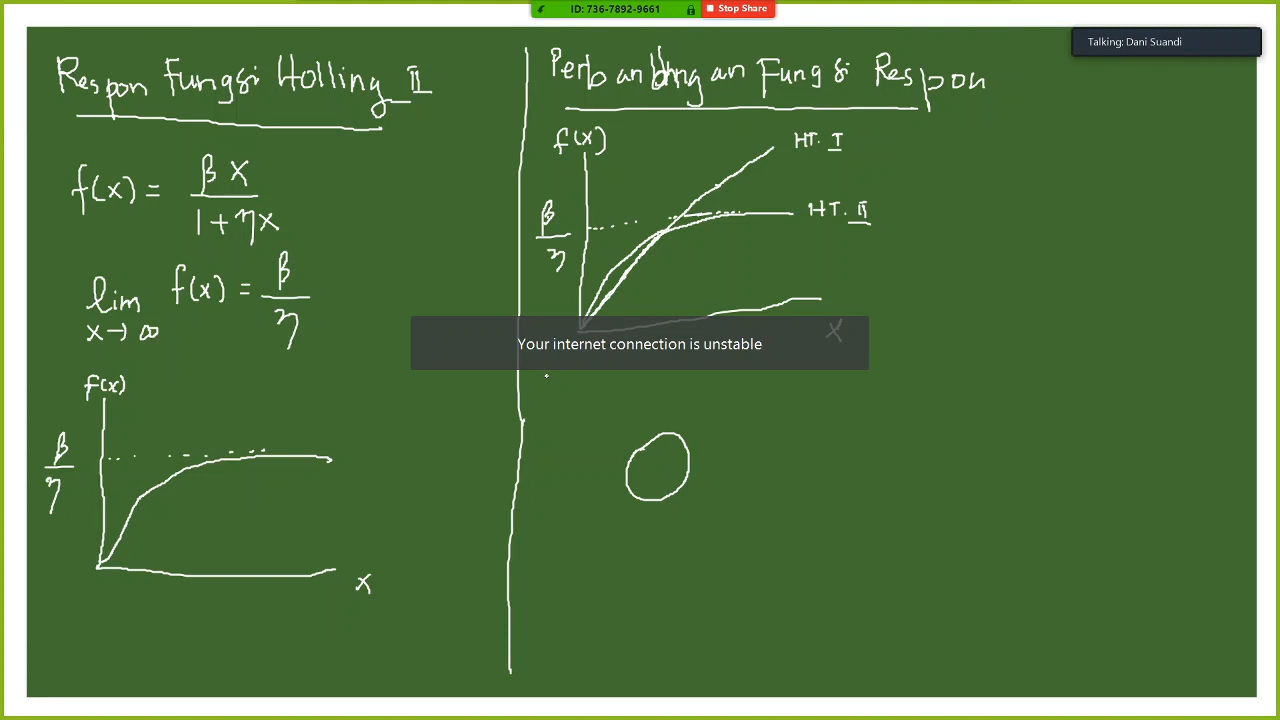 ID: 736-7892-9661
Stop Share
Talking: Dani Suandi
Respon Fungsi Holling II
f(x) = βx / 1+ηx
lim x→∞ f(x) = β/η
f(x)
β/η
x
Perbandingan Fungsi Respon
f(x)
HT. I
HT. II
β/η
x
Your internet connection is unstable